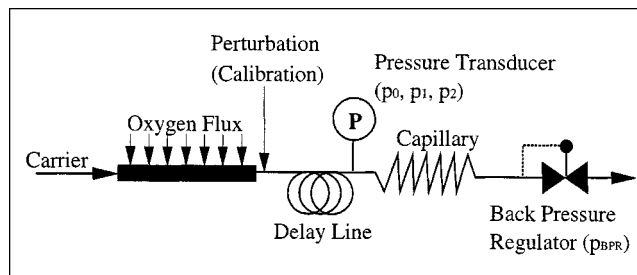 Perturbation
(Calibration)
Pressure Transducer
(p₀, p₁, p₂)
P
Oxygen Flux
Capillary
Carrier
Delay Line
Back Pressure
Regulator (pBPR)